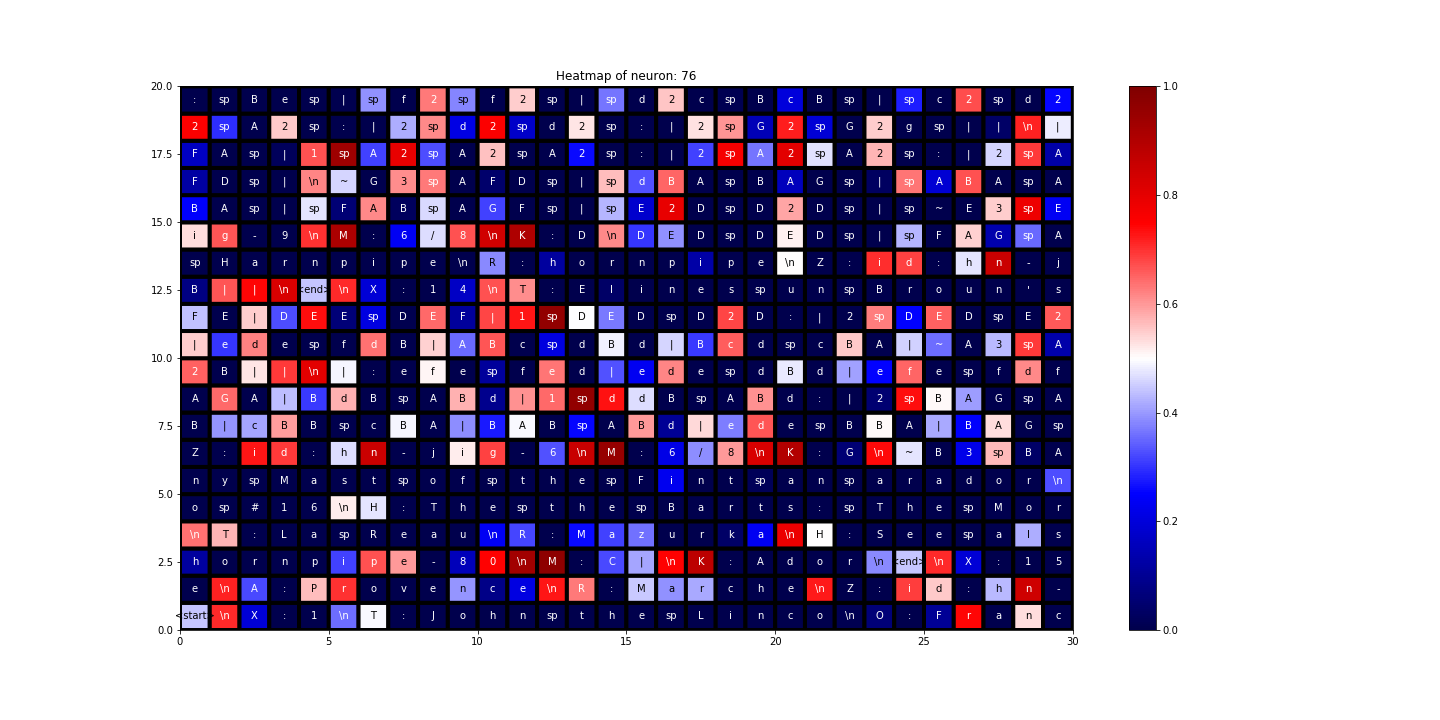 Heatmap of neuron: 76
20.0 : sp B e sp | sp f 2 sp f 2 sp | sp d 2 c sp B c B sp | sp c 2 sp d 2 1.0
2 sp A 2 sp : | 2 sp d 2 sp d 2 sp : | 2 sp G 2 sp G 2 g sp | | \n |
17.5 F A sp | 1 sp A 2 sp A 2 sp A 2 sp : | 2 sp A 2 sp A 2 sp : | 2 sp A
F D sp | \n ~ G 3 sp A F D sp | sp d B A sp B A G sp | sp A B A sp A 0.8
15.0 B A sp | sp F A B sp A G F sp | sp E 2 D sp D 2 D sp | sp ~ E 3 sp E
i g - 9 \n M : 6 / 8 \n K : D \n D E D sp D E D sp | sp F A G sp A
sp H a r n p i p e \n R : h o r n p i p e \n Z : i d : h n - j 0.6
12.5 B | | \n <end> \n X : 1 4 \n T : E l i n e s sp u n sp B r o u n ' s
F E | D E E sp D E F | 1 sp D E D sp D 2 D : | 2 sp D E D sp E 2
10.0 | e d e sp f d B | A B c sp d B d | B c d sp c B A | ~ A 3 sp A
2 B | | \n | : e f e sp f e d | e d e sp d B d | e f e sp f d f 0.4
A G A | B d B sp A B d | 1 sp d d B sp A B d : | 2 sp B A G sp A
7.5 B | c B B sp c B A | B A B sp A B d | e d e sp B B A | B A G sp
Z : i d : h n - j i g - 6 \n M : 6 / 8 \n K : G \n ~ B 3 sp B A
5.0 n y sp M a s t sp o f sp t h e sp F i n t sp a n sp a r a d o r \n 0.2
o sp # 1 6 \n H : T h e sp t h e sp B a r t s : sp T h e sp M o r
\n T : L a sp R e a u \n R : M a z u r k a \n H : S e e sp a l s
2.5 h o r n p i p e - 8 0 \n M : C | \n K : A d o r \n <end> \n X : 1 5
e \n A : P r o v e n c e \n R : M a r c h e \n Z : i d : h n -
<start> \n X : 1 \n T : J o h n sp t h e sp L i n c o \n O : F r a n c
0.0 0.0
0 5 10 15 20 25 30